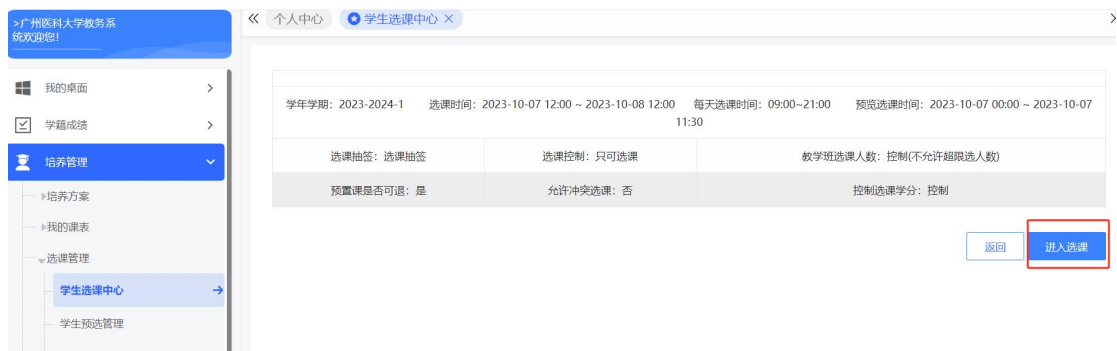 >广州医科大学教务系
统欢迎您!
个人中心
学生选课中心
我的桌面
学籍成绩
培养管理
培养方案
我的课表
选课管理
学生选课中心
学生预选管理
学年学期：2023-2024-1 选课时间：2023-10-07 12:00 ~ 2023-10-08 12:00 每天选课时间：09:00~21:00 预览选课时间：2023-10-07 00:00 ~ 2023-10-07
11:30
选课抽签：选课抽签 选课控制：只可选课 教学班选课人数：控制(不允许超限选人数)
预置课是否可退：是 允许冲突选课：否 控制选课学分：控制
返回 进入选课